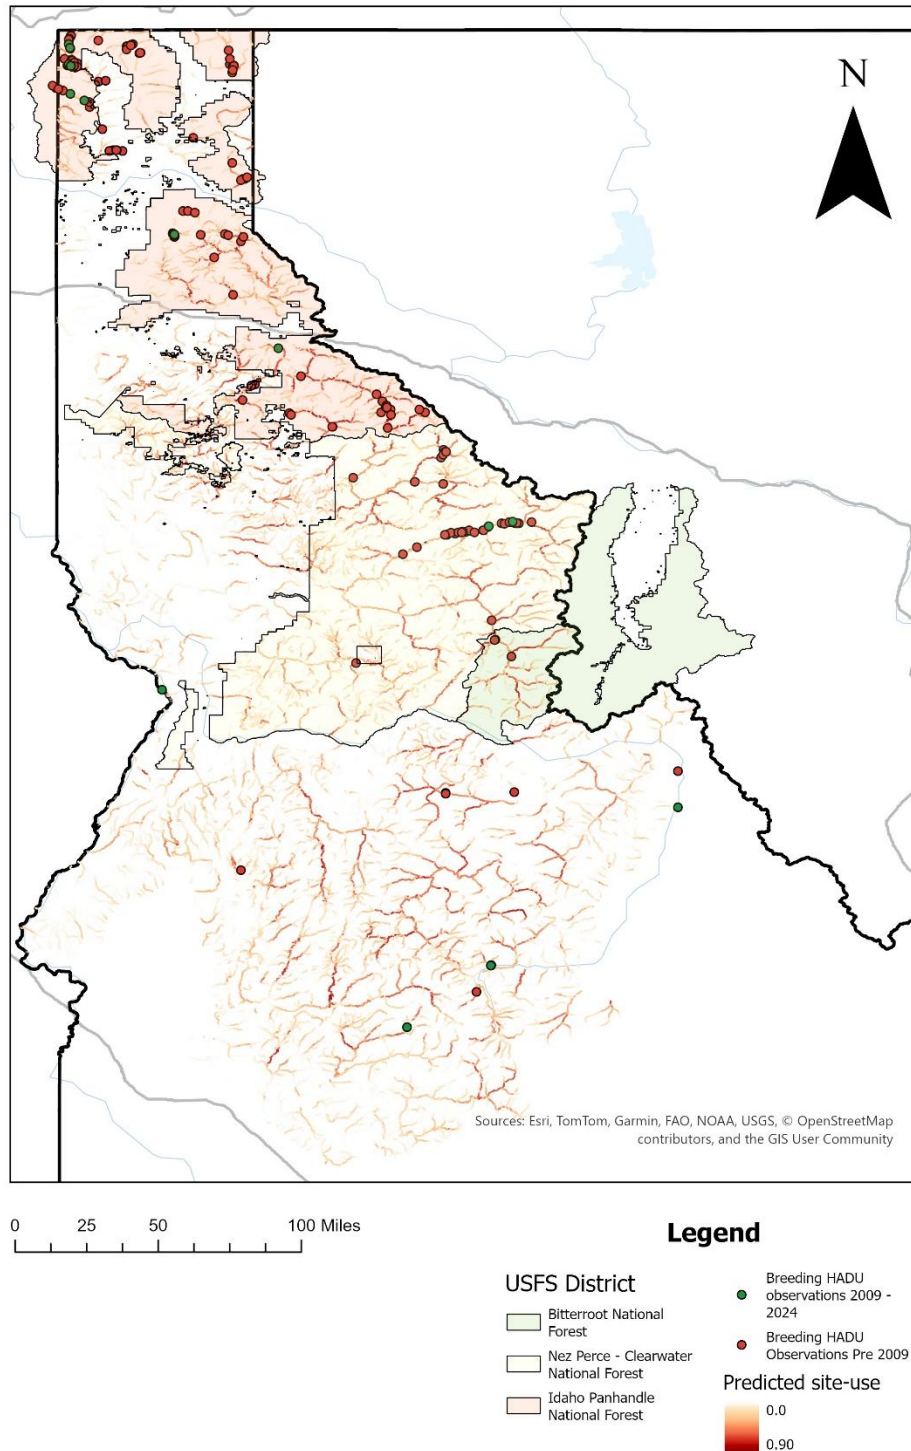 N
Sources: Esri, TomTom, Garmin, FAO, NOAA, USGS, © OpenStreetMap
contributors, and the GIS User Community
0 25 50 100 Miles
Legend
USFS District
Bitterroot National
Forest
Nez Perce - Clearwater
National Forest
Idaho Panhandle
National Forest
Breeding HADU
observations 2009 -
2024
Breeding HADU
Observations Pre 2009
Predicted site-use
0.0
0.90